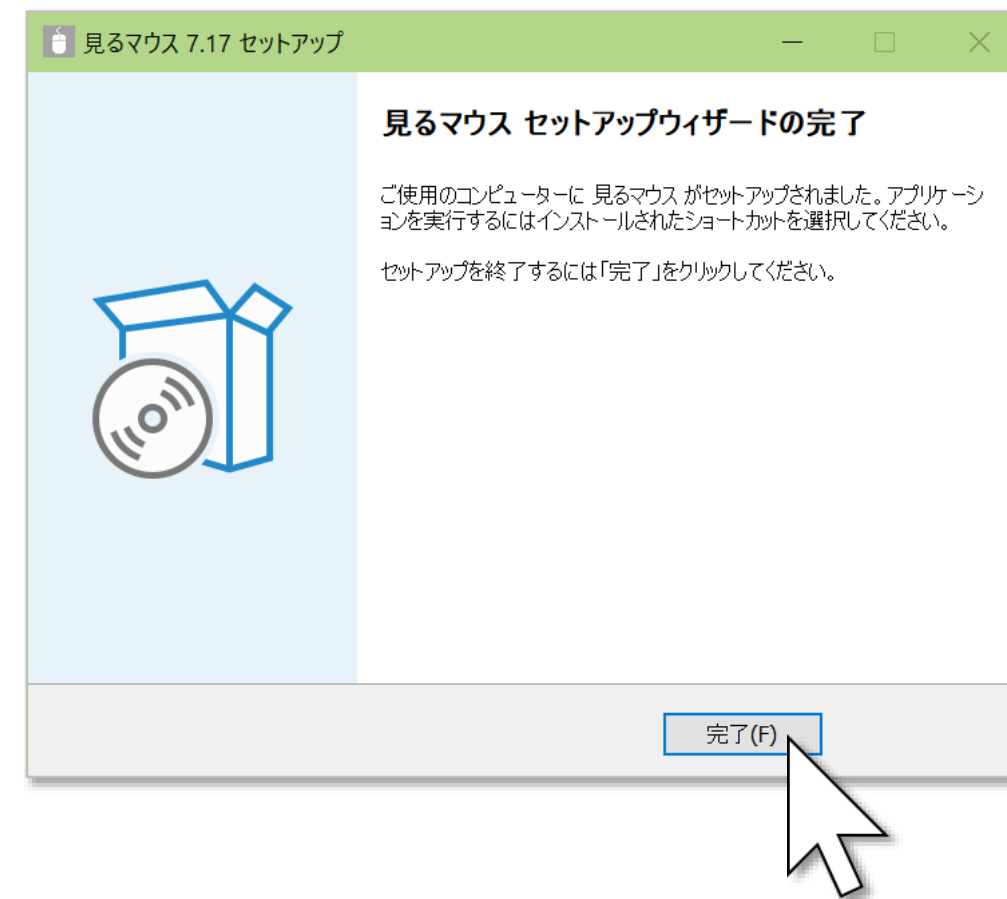 見るマウス 7.17 セットアップ
見るマウス セットアップウィザードの完了
ご使用のコンピューターに 見るマウス がセットアップされました。アプリケーシ
ョンを実行するにはインストールされたショートカットを選択してください。
セットアップを終了するには「完了」をクリックしてください。
完了(F)